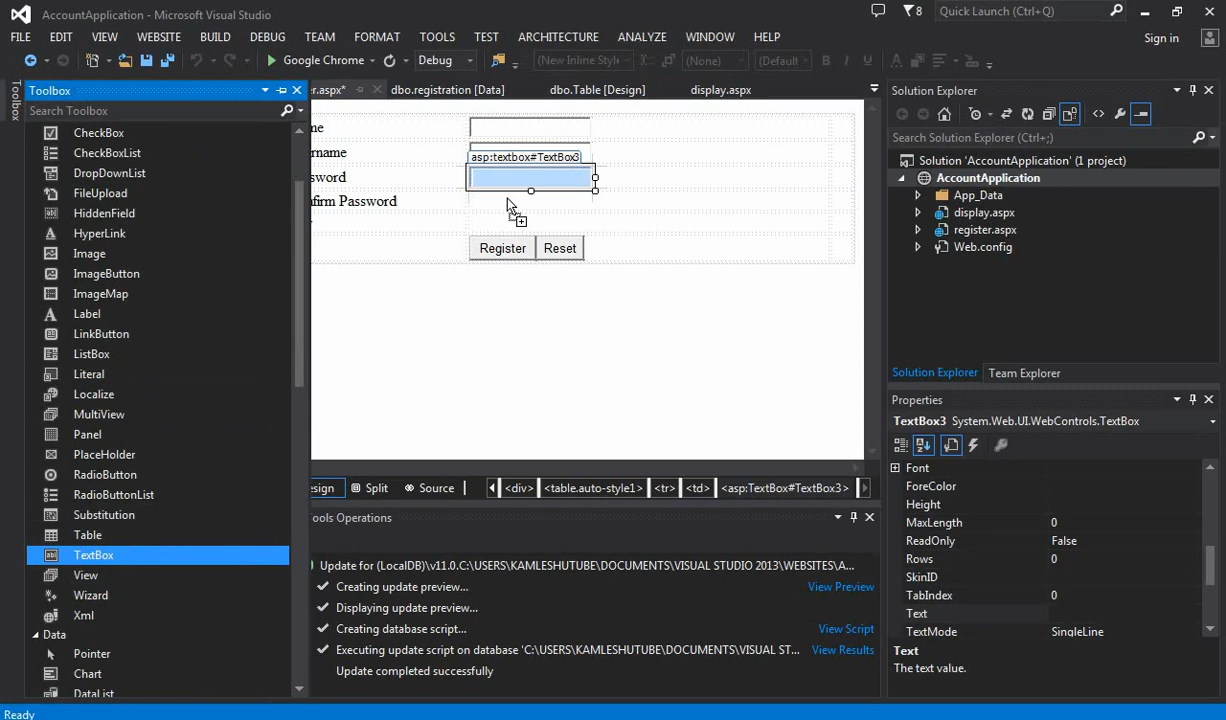 AccountApplication - Microsoft Visual Studio
8
Quick Launch (Ctrl+Q)
FILE EDIT VIEW WEBSITE BUILD DEBUG TEAM FORMAT TOOLS TEST ARCHITECTURE ANALYZE WINDOW HELP
Sign in
Google Chrome
Debug
(New Inline Style
(None)
(Default
A
B I U
Toolbox
Toolbox
Search Toolbox
er.aspx*
dbo.registration [Data]
dbo.Table [Design]
display.aspx
CheckBox
CheckBoxList
DropDownList
FileUpload
HiddenField
HyperLink
Image
ImageButton
ImageMap
Label
LinkButton
ListBox
Literal
Localize
MultiView
Panel
PlaceHolder
RadioButton
RadioButtonList
Substitution
Table
TextBox
View
Wizard
Xml
Data
Pointer
Chart
DataList
me
rname
asp:textbox#TextBox3
sword
nfirm Password
Register
Reset
esign
Split
Source
<div> <table.auto-style1> <tr> <td> <asp:TextBox#TextBox3>
Tools Operations
Update for (LocalDB)\v11.0.C:\USERS\KAMLESHUTUBE\DOCUMENTS\VISUAL STUDIO 2013\WEBSITES\A...
Creating update preview...
View Preview
Displaying update preview...
Creating database script...
View Script
Executing update script on database 'C:\USERS\KAMLESHUTUBE\DOCUMENTS\VISUAL ST...
View Results
Update completed successfully
Solution Explorer
Search Solution Explorer (Ctrl+;)
Solution 'AccountApplication' (1 project)
AccountApplication
App_Data
display.aspx
register.aspx
Web.config
Solution Explorer
Team Explorer
Properties
TextBox3 System.Web.UI.WebControls.TextBox
Font
ForeColor
Height
MaxLength 0
ReadOnly False
Rows 0
SkinID
TabIndex 0
Text
TextMode SingleLine
Text
The text value.
Ready